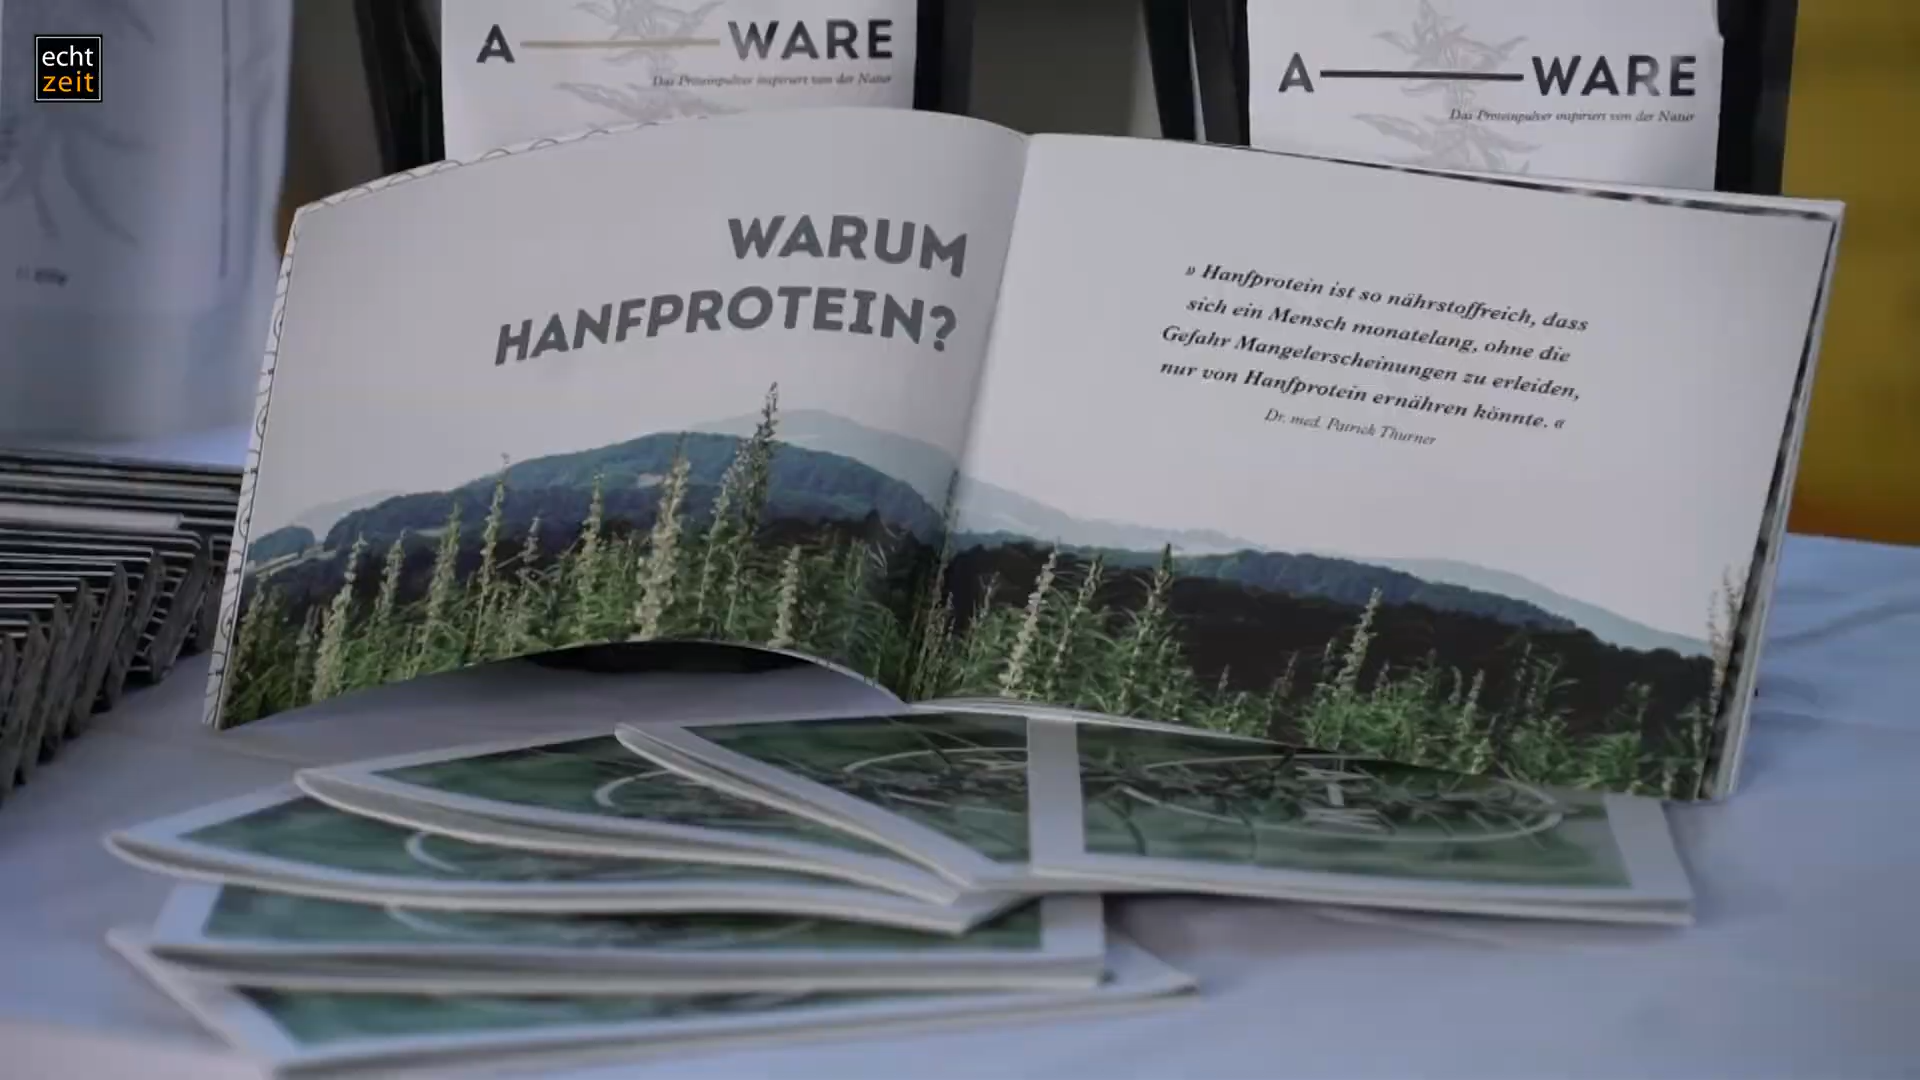 echt
zeit
A WARE
Das Proteinpulver inspiriert von der Natur
A WARE
Das Proteinpulver inspiriert von der Natur
WARUM
HANFPROTEIN?
» Hanfprotein ist so nährstoffreich, dass
sich ein Mensch monatelang, ohne die
Gefahr Mangelerscheinungen zu erleiden,
nur von Hanfprotein ernähren könnte. «
Dr. med. Patrick Thurner